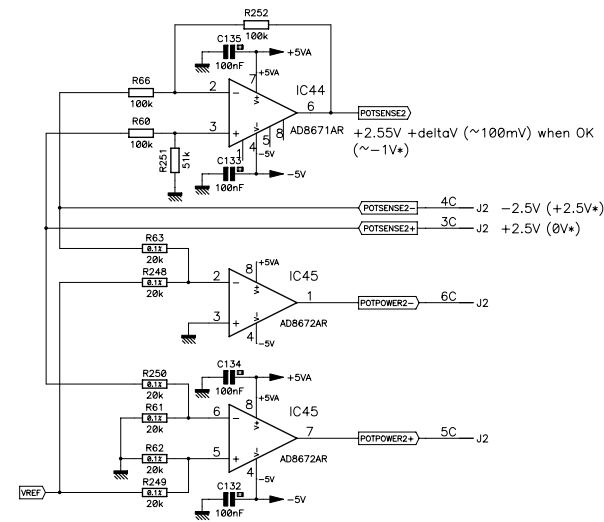 R252
100k
C135
+5VA
100nF
+5VA
7
R66
100k
2
V+
IC44
6
POTSENSE2
R60
100k
3
V-
AD8671AR
1
4
5
8
+2.55V +deltaV (~100mV) when OK
(~-1V*)
R251
51k
-5V
C133
-5V
100nF
POTSENSE2-
4C
J2
-2.5V (+2.5V*)
POTSENSE2+
3C
J2
+2.5V (0V*)
R63
0.1%
20k
R248
0.1%
20k
+5VA
8
IC45
2
V+
1
POTPOWER2-
6C
J2
3
V-
AD8672AR
4
-5V
C134
+5VA
100nF
R250
0.1%
20k
+5VA
8
IC45
R61
0.1%
20k
6
V+
7
POTPOWER2+
5C
J2
R62
0.1%
20k
5
V-
AD8672AR
4
R249
0.1%
20k
VREF
-5V
C132
-5V
100nF